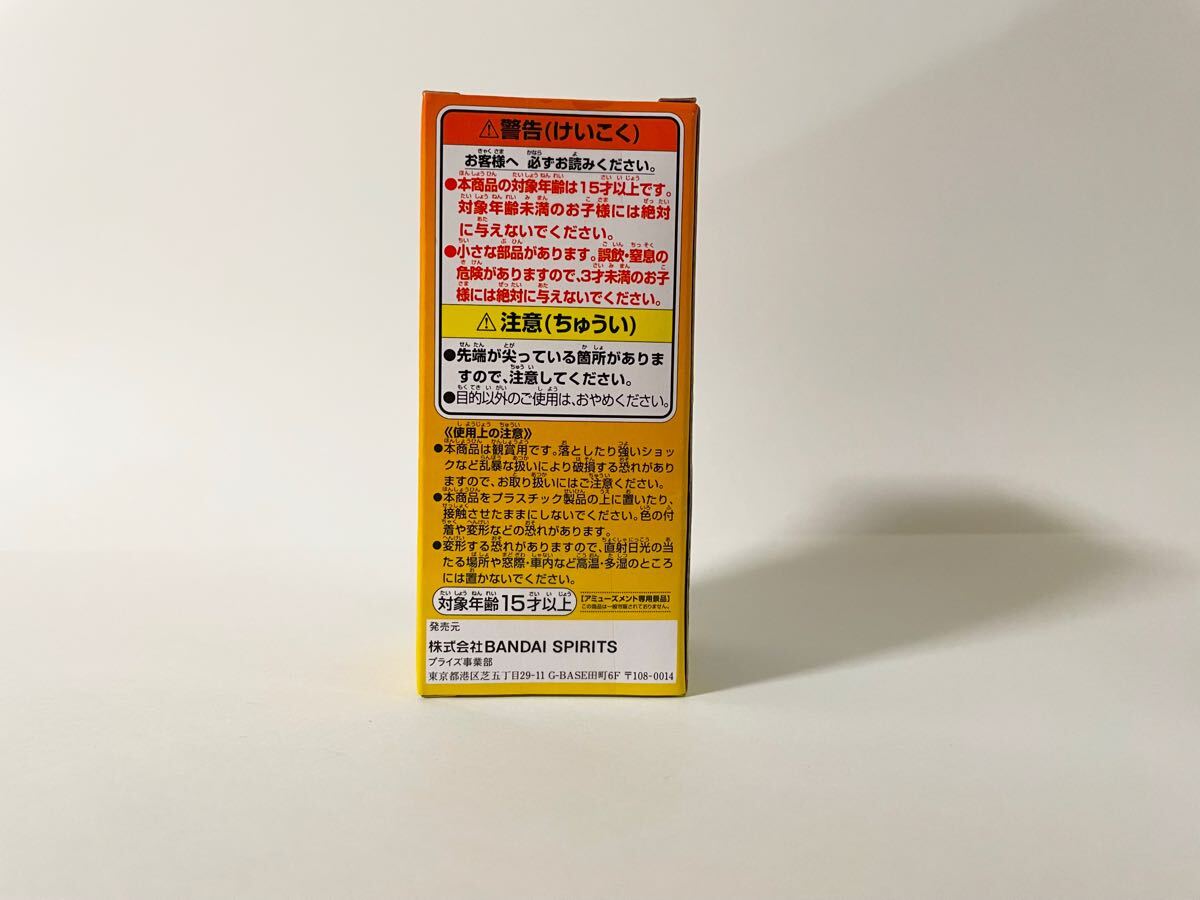 ⚠警告(けいこく)
お客様へ 必ずお読みください。
●本商品の対象年齢は15才以上です。
対象年齢未満のお子様には絶対
に与えないでください。
●小さな部品があります。誤飲・窒息の
危険がありますので、3才未満のお子
様には絶対に与えないでください。
⚠注意(ちゅうい)
●先端が尖っている箇所がありま
すので、注意してください。
●目的以外のご使用は、おやめください。
《使用上の注意》
●本商品は観賞用です。落としたり強いショッ
クなど乱暴な扱いにより破損する恐れがあり
ますので、お取り扱いにはご注意ください。
●本商品をプラスチック製品の上に置いたり、
接触させたままにしないでください。色の付
着や変形などの恐れがあります。
●変形する恐れがありますので、直射日光の当
たる場所や窓際・車内など高温・多湿のところ
には置かないでください。
対象年齢15才以上
[アミューズメント専用景品]
この商品は一般市販されておりません。
発売元
株式会社BANDAI SPIRITS
プライズ事業部
東京都港区芝五丁目29-11 G-BASE田町6F 〒108-0014